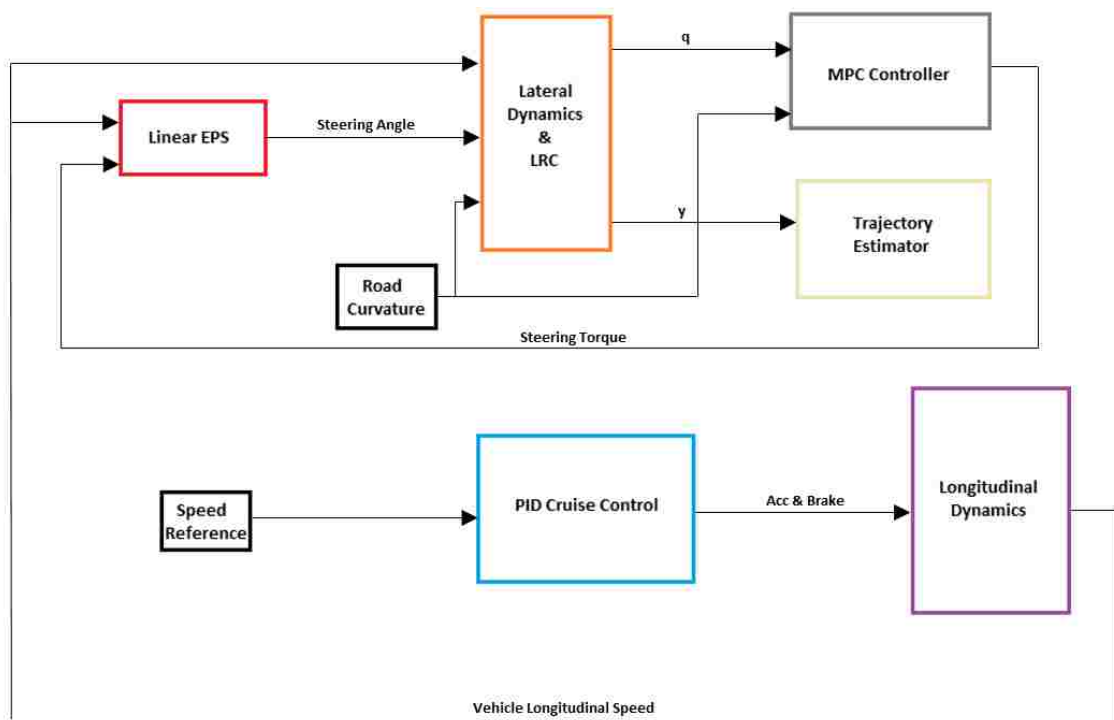 q
MPC Controller
Lateral
Dynamics
&
LRC
Linear EPS
Steering Angle
y
Trajectory
Estimator
Road
Curvature
Steering Torque
Speed
Reference
PID Cruise Control
Acc & Brake
Longitudinal
Dynamics
Vehicle Longitudinal Speed